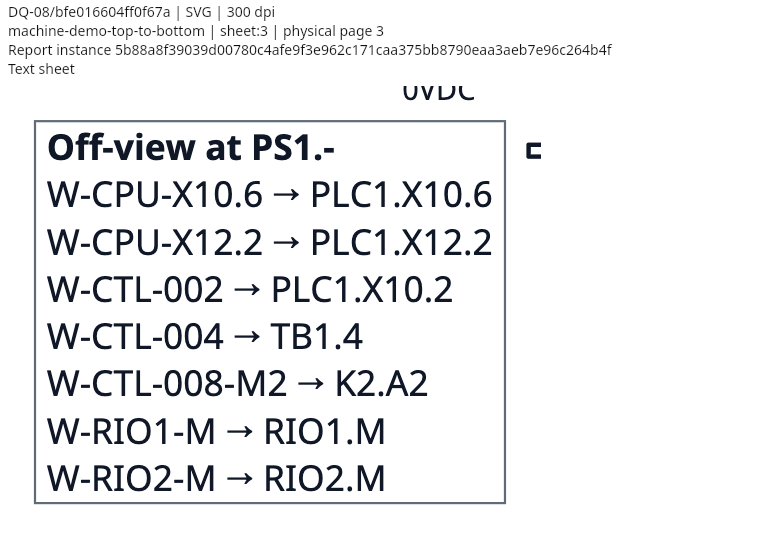 DQ-08/bfe016604ff0f67a | SVG | 300 dpi
machine-demo-top-to-bottom | sheet:3 | physical page 3
Report instance 5b88a8f39039d00780c4afe9f3e962c171caa375bb8790eaa3aeb7e96c264b4f
Text sheet
0VDC
Off-view at PS1.-
W-CPU-X10.6 → PLC1.X10.6
W-CPU-X12.2 → PLC1.X12.2
W-CTL-002 → PLC1.X10.2
W-CTL-004 → TB1.4
W-CTL-008-M2 → K2.A2
W-RIO1-M → RIO1.M
W-RIO2-M → RIO2.M